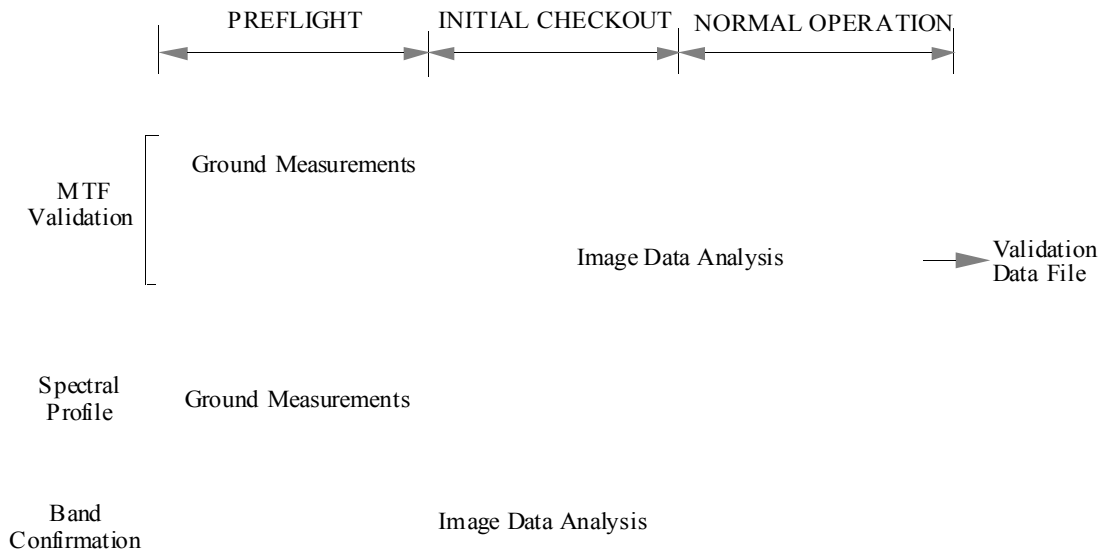 PREFLIGHT
INITIAL CHECKOUT
NORMAL OPERATION
MTF
Validation
Ground Measurements
Image Data Analysis
Validation
Data File
Spectral
Profile
Ground Measurements
Band
Confirmation
Image Data Analysis